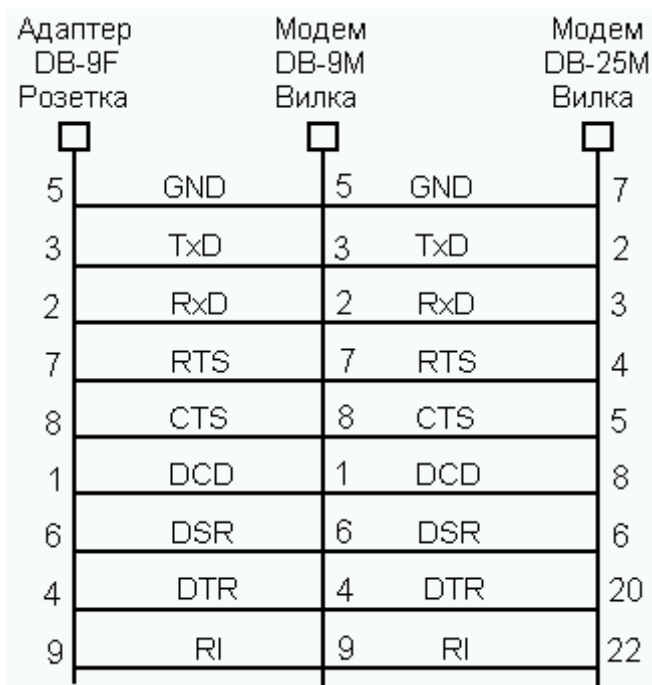 Адаптер Модем Модем
DB-9F DB-9M DB-25M
Розетка Вилка Вилка
5 GND 5 GND 7
3 TxD 3 TxD 2
2 RxD 2 RxD 3
7 RTS 7 RTS 4
8 CTS 8 CTS 5
1 DCD 1 DCD 8
6 DSR 6 DSR 6
4 DTR 4 DTR 20
9 RI 9 RI 22